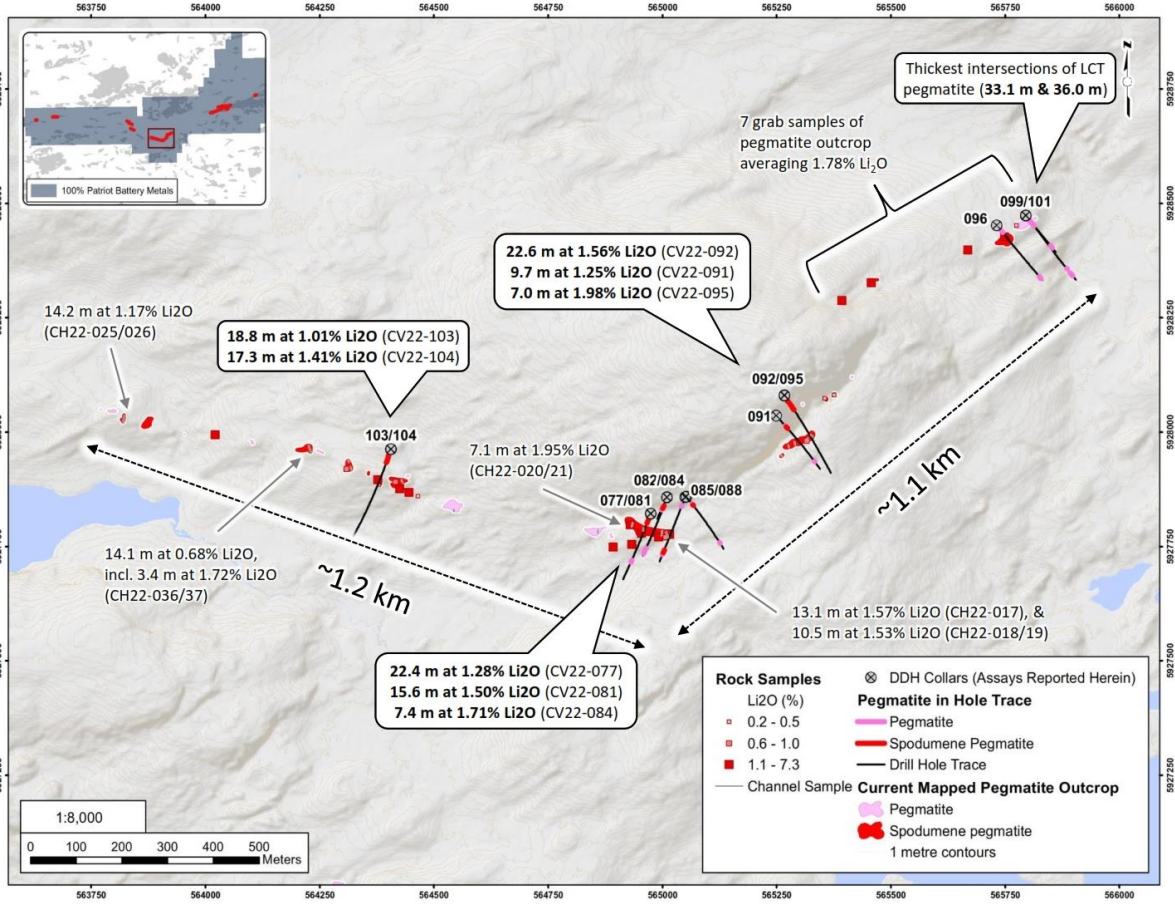 563750 564000 564250 564500 564750 565000 565250 565500 565750 566000
100% Patriot Battery Metals
Thickest intersections of LCT
pegmatite (33.1 m & 36.0 m)
7 grab samples of
pegmatite outcrop
averaging 1.78% Li2O
099/101
096
5928500
22.6 m at 1.56% Li2O (CV22-092)
9.7 m at 1.25% Li2O (CV22-091)
7.0 m at 1.98% Li2O (CV22-095)
5928250
14.2 m at 1.17% Li2O
(CH22-025/026)
18.8 m at 1.01% Li2O (CV22-103)
17.3 m at 1.41% Li2O (CV22-104)
092/095
091
103/104
5928000
7.1 m at 1.95% Li2O
(CH22-020/21)
082/084
085/088
077/081
~1.1 km
5927750
14.1 m at 0.68% Li2O,
incl. 3.4 m at 1.72% Li2O
(CH22-036/37)
~1.2 km
13.1 m at 1.57% Li2O (CH22-017), &
10.5 m at 1.53% Li2O (CH22-018/19)
5927500
22.4 m at 1.28% Li2O (CV22-077)
15.6 m at 1.50% Li2O (CV22-081)
7.4 m at 1.71% Li2O (CV22-084)
Rock Samples
Li2O (%)
0.2 - 0.5
0.6 - 1.0
1.1 - 7.3
Channel Sample
DDH Collars (Assays Reported Herein)
Pegmatite in Hole Trace
Pegmatite
Spodumene Pegmatite
Drill Hole Trace
Current Mapped Pegmatite Outcrop
Pegmatite
Spodumene pegmatite
1 metre contours
5927250
1:8,000
0 100 200 300 400 500
Meters
563750 564000 564250 564500 564750 565000 565250 565500 565750 566000